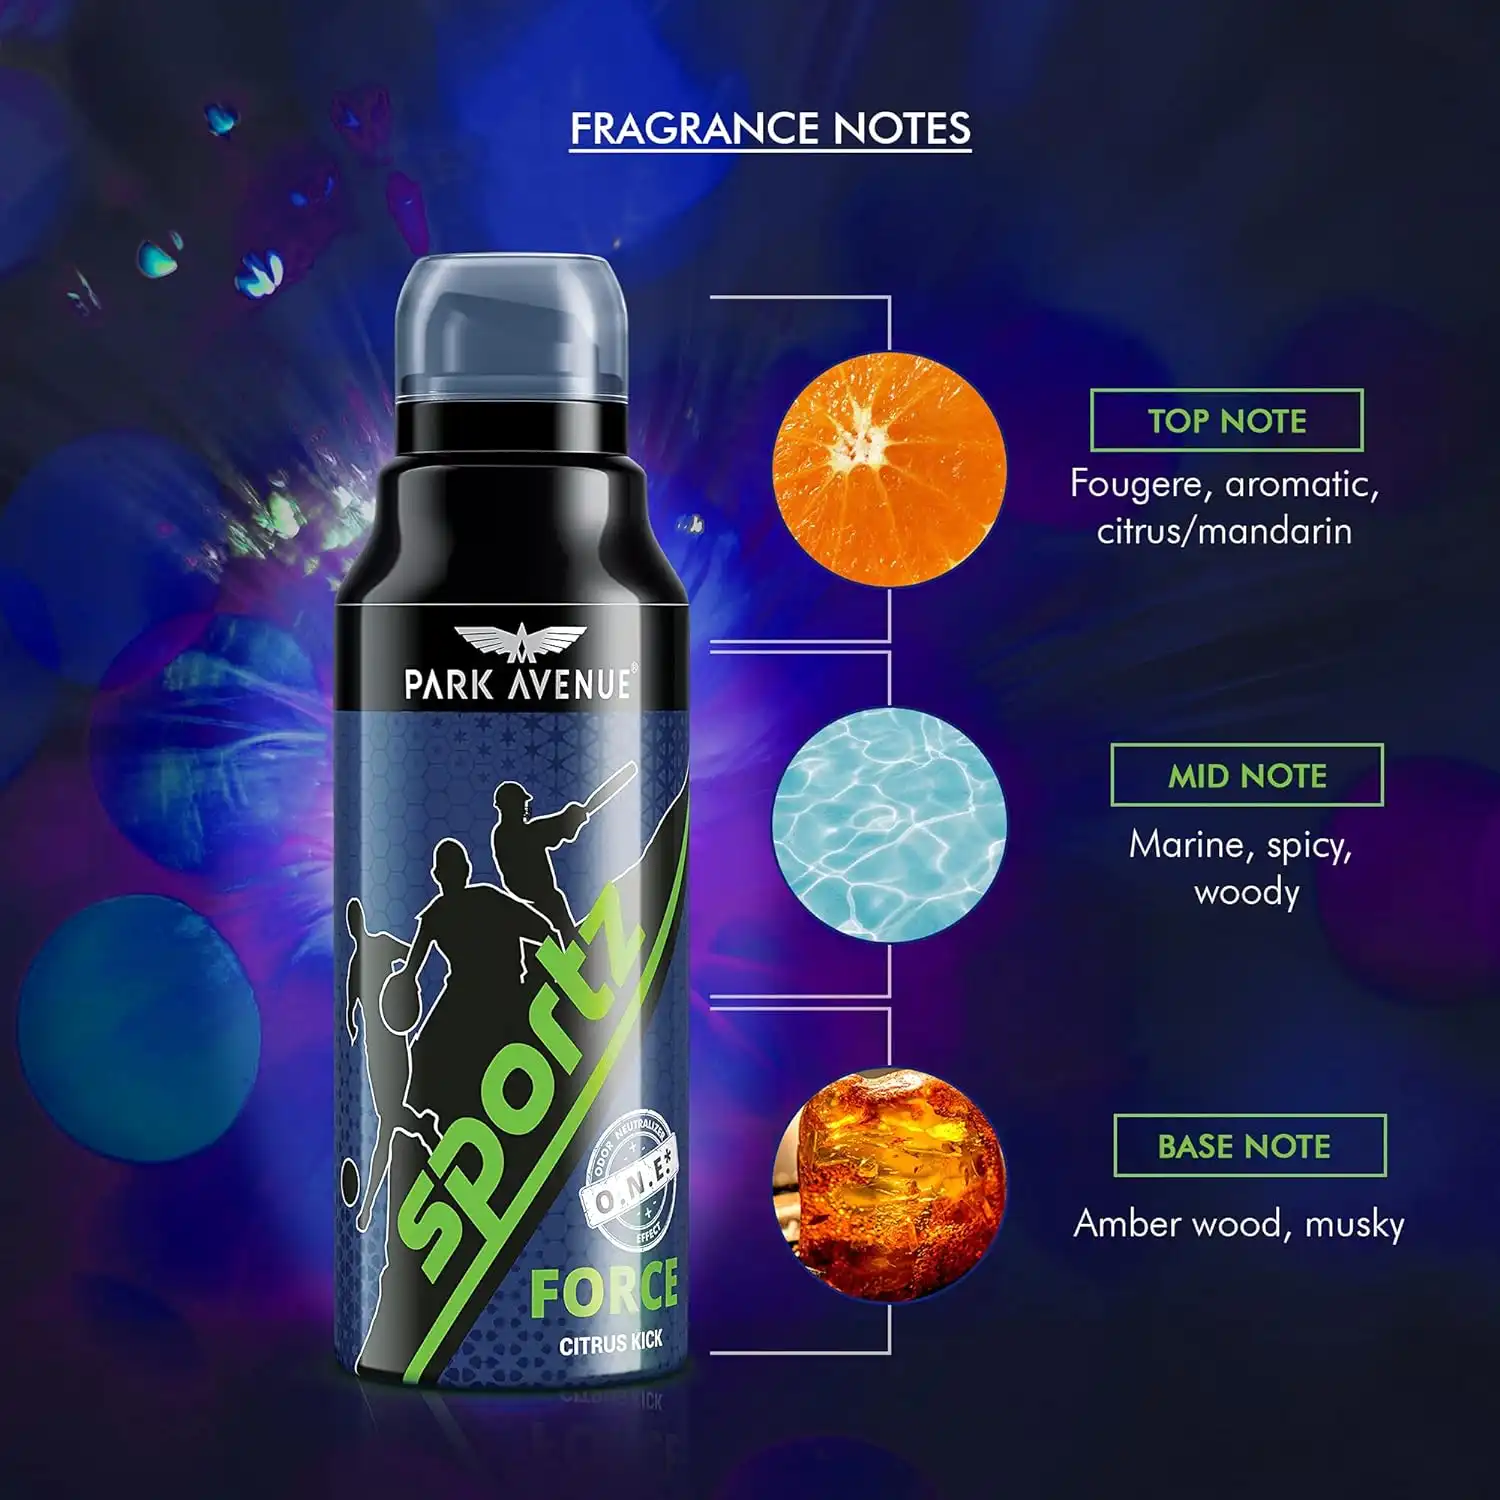 FRAGRANCE NOTES
PARK AVENUE®
sportz
ODOR NEUTRALIZER
O.N.E.*
EFFECT
FORCE
CITRUS KICK
TOP NOTE
Fougere, aromatic,
citrus/mandarin
MID NOTE
Marine, spicy,
woody
BASE NOTE
Amber wood, musky